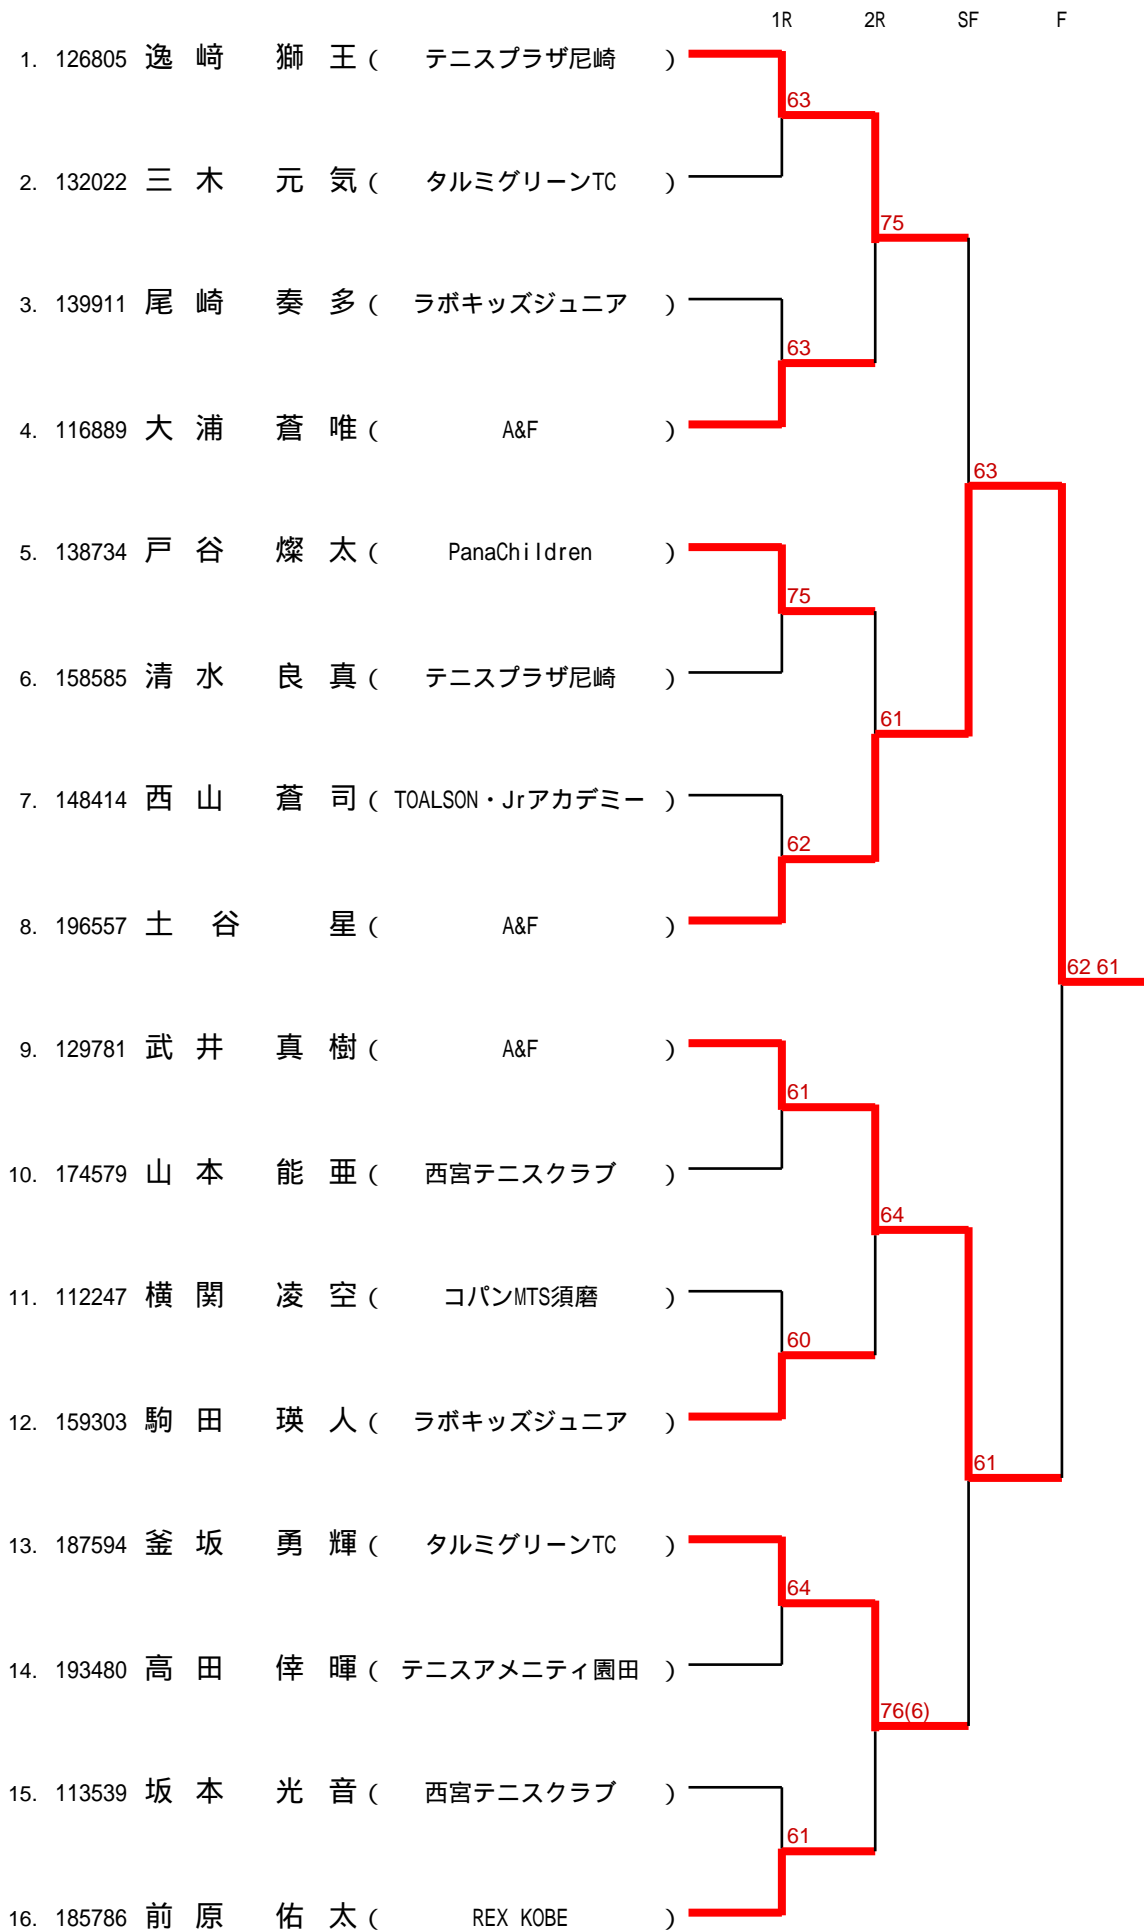 1R 2R SF F
1. 126805 逸﨑 獅王 ( テニスプラザ尼崎 )
63
2. 132022 三木 元気 ( タルミグリーンTC )
75
3. 139911 尾崎 奏多 ( ラボキッズジュニア )
63
4. 116889 大浦 蒼唯 ( A&F )
63
5. 138734 戸谷 燦太 ( PanaChildren )
75
6. 158585 清水 良真 ( テニスプラザ尼崎 )
61
7. 148414 西山 蒼司 ( TOALSON・Jrアカデミー )
62
8. 196557 土谷 星 ( A&F )
62 61
9. 129781 武井 真樹 ( A&F )
61
10. 174579 山本 能亜 ( 西宮テニスクラブ )
64
11. 112247 横関 凌空 ( コパンMTS須磨 )
60
12. 159303 駒田 瑛人 ( ラボキッズジュニア )
61
13. 187594 釜坂 勇輝 ( タルミグリーンTC )
64
14. 193480 高田 倖暉 ( テニスアメニティ園田 )
76(6)
15. 113539 坂本 光音 ( 西宮テニスクラブ )
61
16. 185786 前原 佑太 ( REX KOBE )